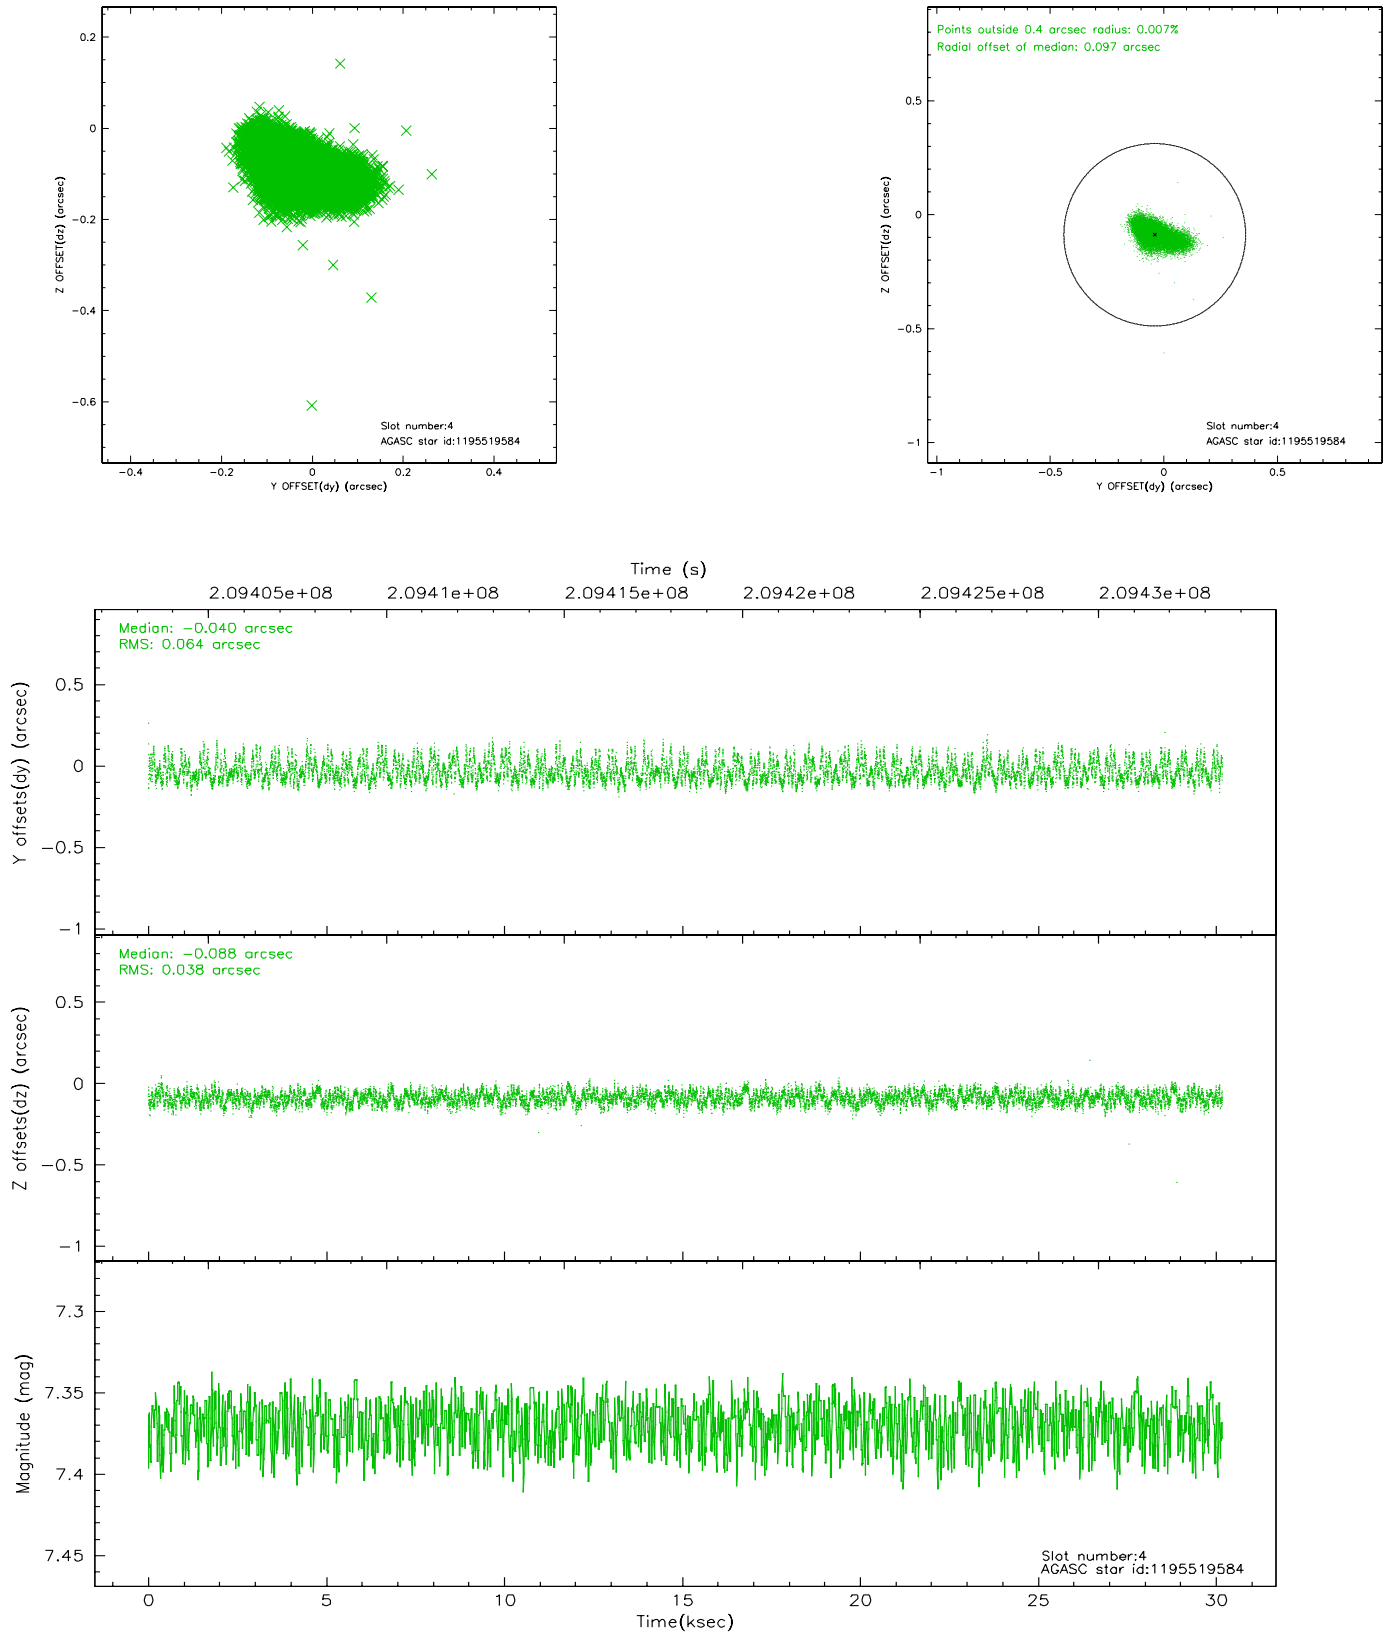 0.2
0
−0.2
−0.4
−0.6
Z OFFSET(dz) (arcsec)
Slot number:4
AGASC star id:1195519584
−0.4 −0.2 0 0.2 0.4
Y OFFSET(dy) (arcsec)
Points outside 0.4 arcsec radius: 0.007%
Radial offset of median: 0.097 arcsec
0.5
0
−0.5
−1
Z OFFSET(dz) (arcsec)
Slot number:4
AGASC star id:1195519584
−1 −0.5 0 0.5
Y OFFSET(dy) (arcsec)
Time (s)
2.09405e+08 2.0941e+08 2.09415e+08 2.0942e+08 2.09425e+08 2.0943e+08
Median: −0.040 arcsec
RMS: 0.064 arcsec
0.5
0
−0.5
−1
Y offsets(dy) (arcsec)
Median: −0.088 arcsec
RMS: 0.038 arcsec
0.5
0
−0.5
−1
Z offsets(dz) (arcsec)
7.3
7.35
7.4
7.45
Magnitude (mag)
Slot number:4
AGASC star id:1195519584
0 5 10 15 20 25 30
Time(ksec)